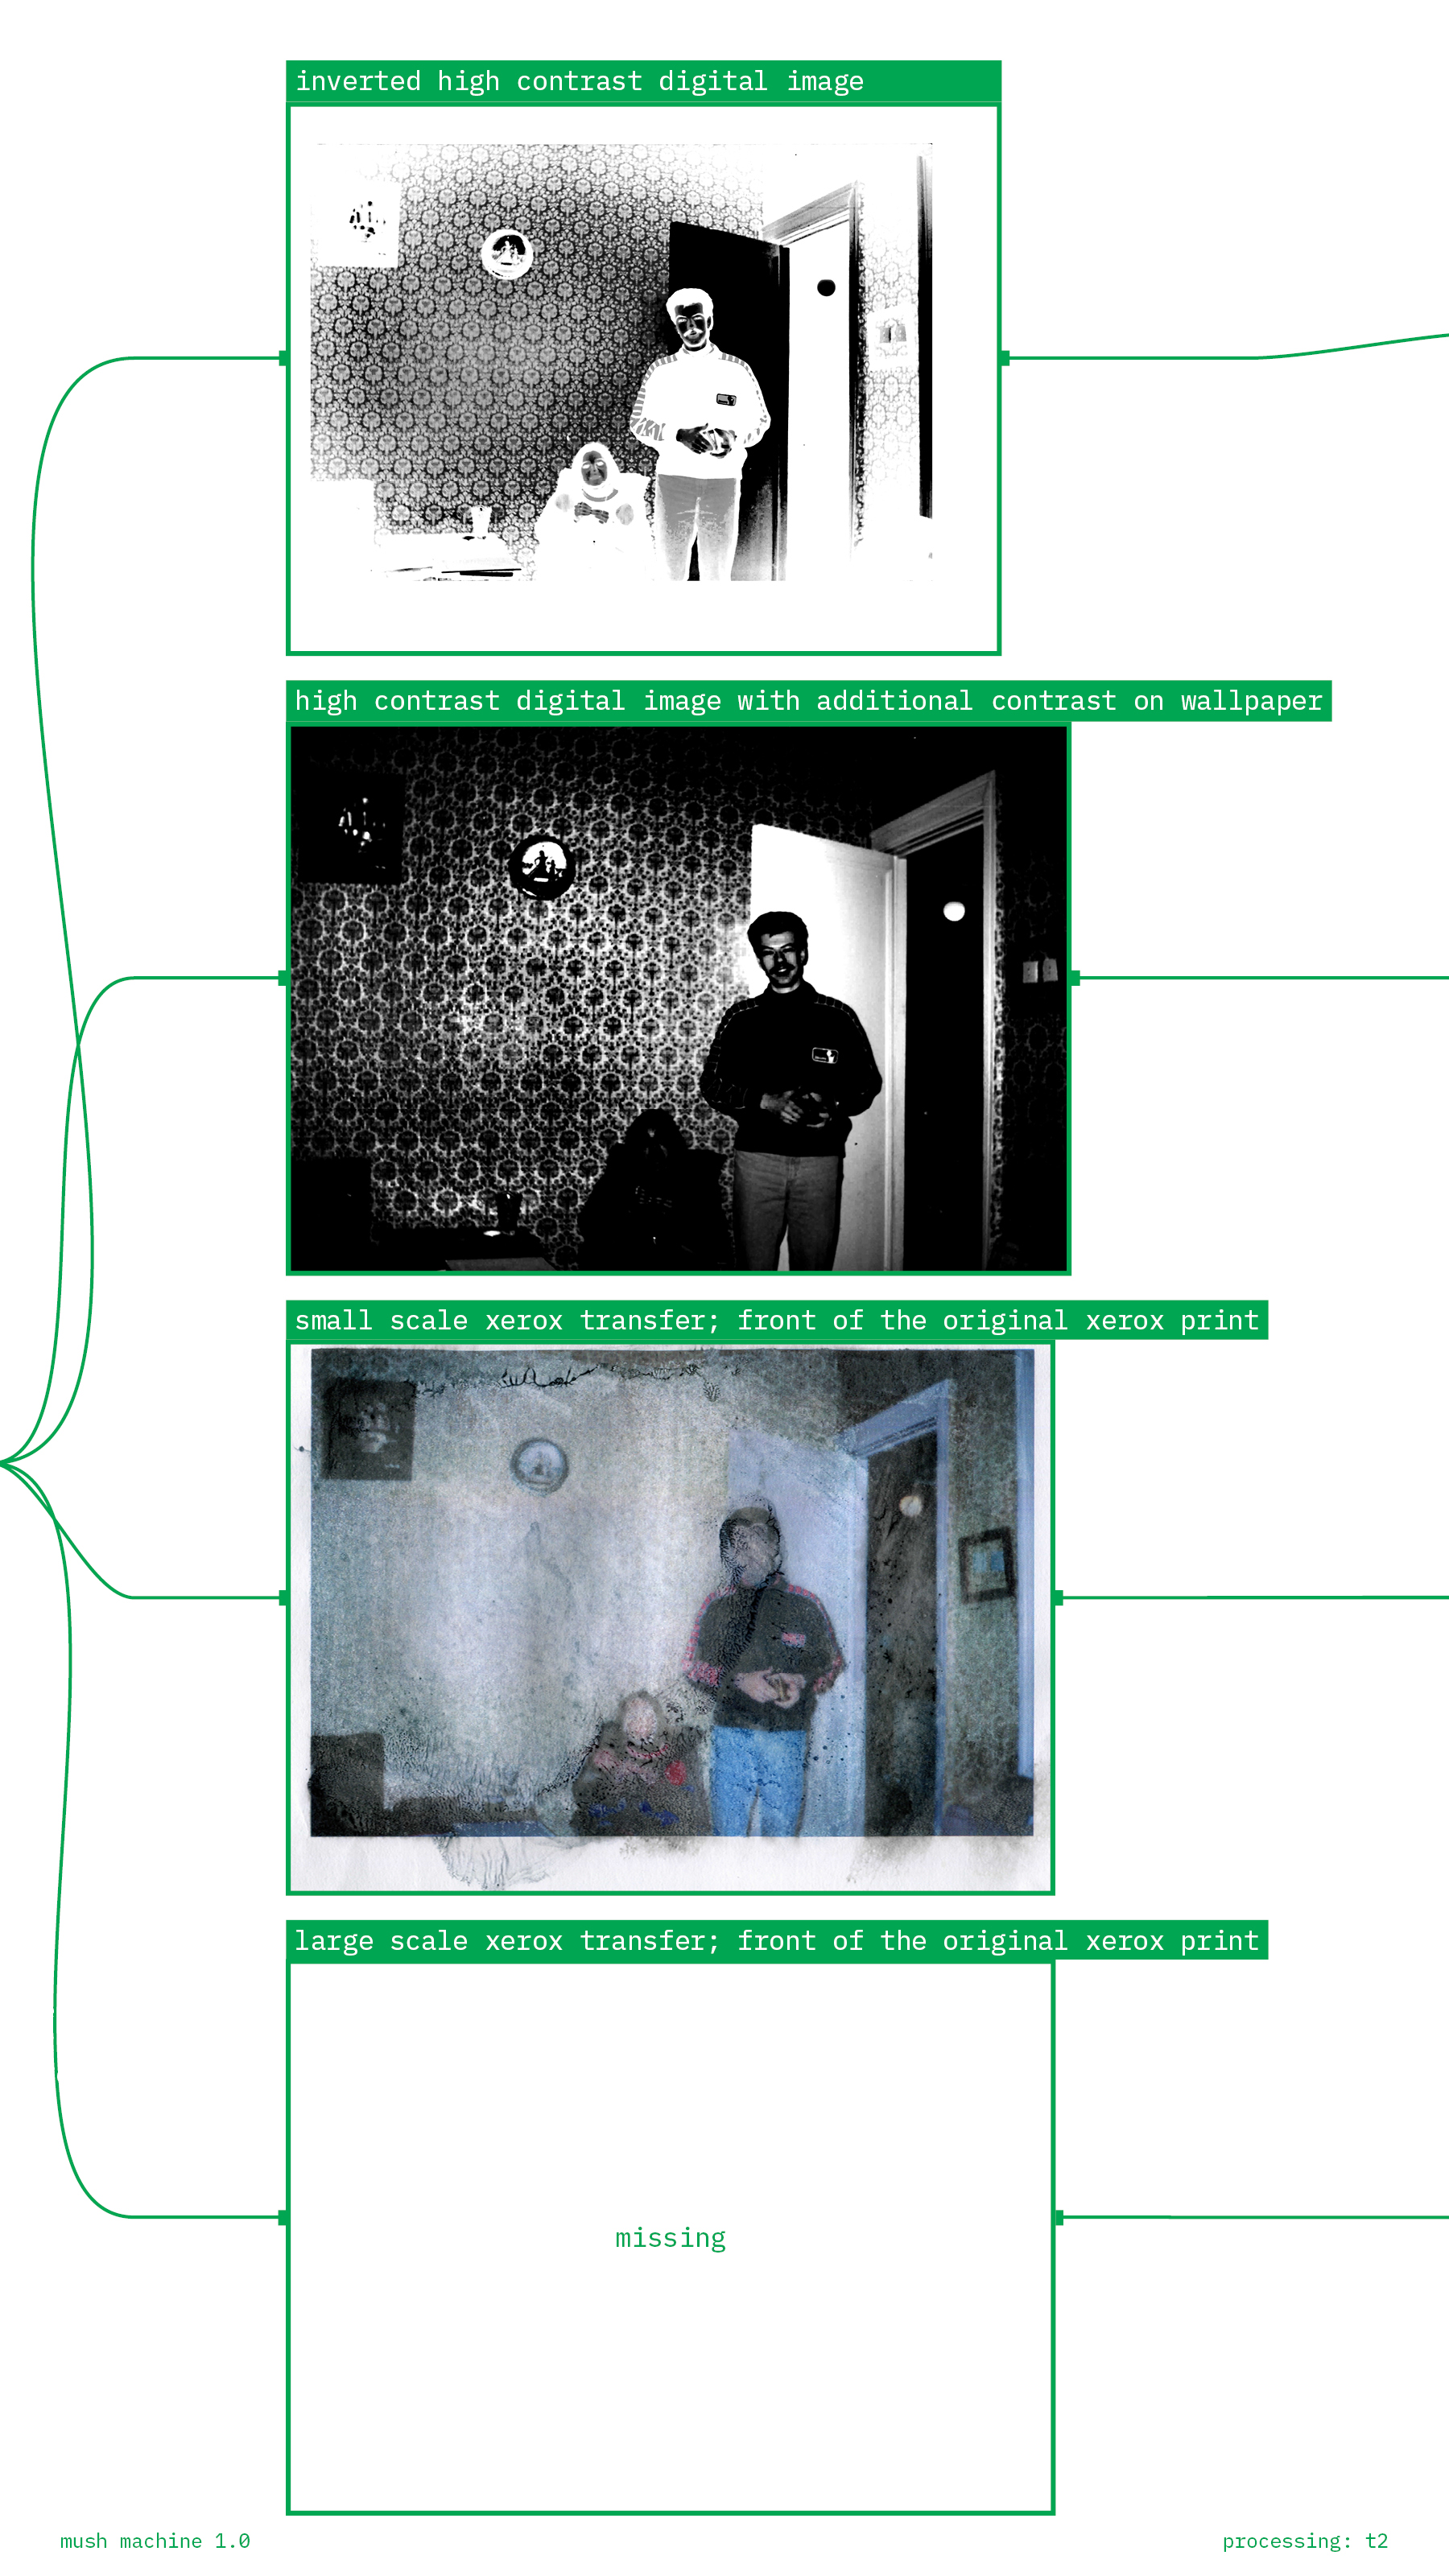 inverted high contrast digital image
high contrast digital image with additional contrast on wallpaper
small scale xerox transfer; front of the original xerox print
large scale xerox transfer; front of the original xerox print
missing
mush machine 1.0
processing: t2